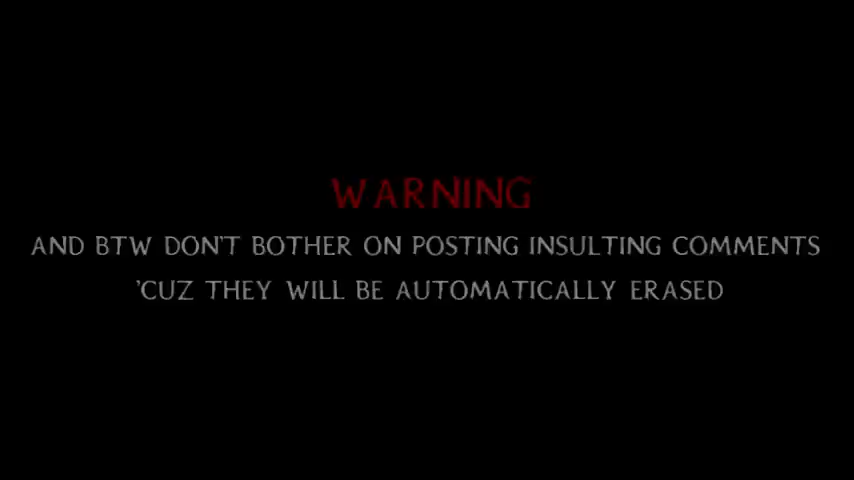 WARNING
AND BTW DON'T BOTHER ON POSTING INSULTING COMMENTS
'CUZ THEY WILL BE AUTOMATICALLY ERASED